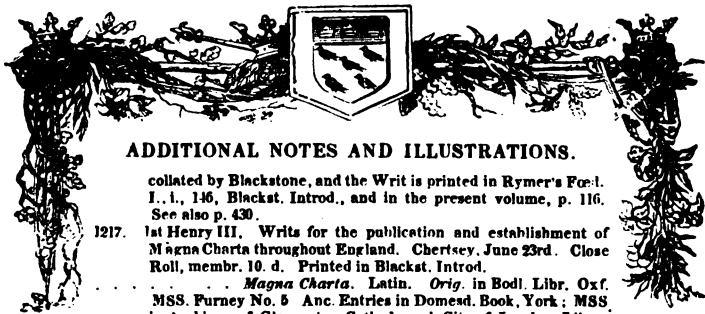 ADDITIONAL NOTES AND ILLUSTRATIONS.
collated by Blackstone, and the Writ is printed in Rymer's Fœd.
I., i., 146, Blackst. Introd., and in the present volume, p. 116.
See also p. 430.
1217. 1st Henry III. Writs for the publication and establishment of
Magna Charta throughout England. Chertsey, June 23rd. Close
Roll, membr. 10. d. Printed in Blackst. Introd.
. . . . . . . . Magna Charta. Latin. Orig. in Bodl. Libr. Oxf.
MSS. Furney No. 5 Anc. Entries in Domesd. Book, York; MSS